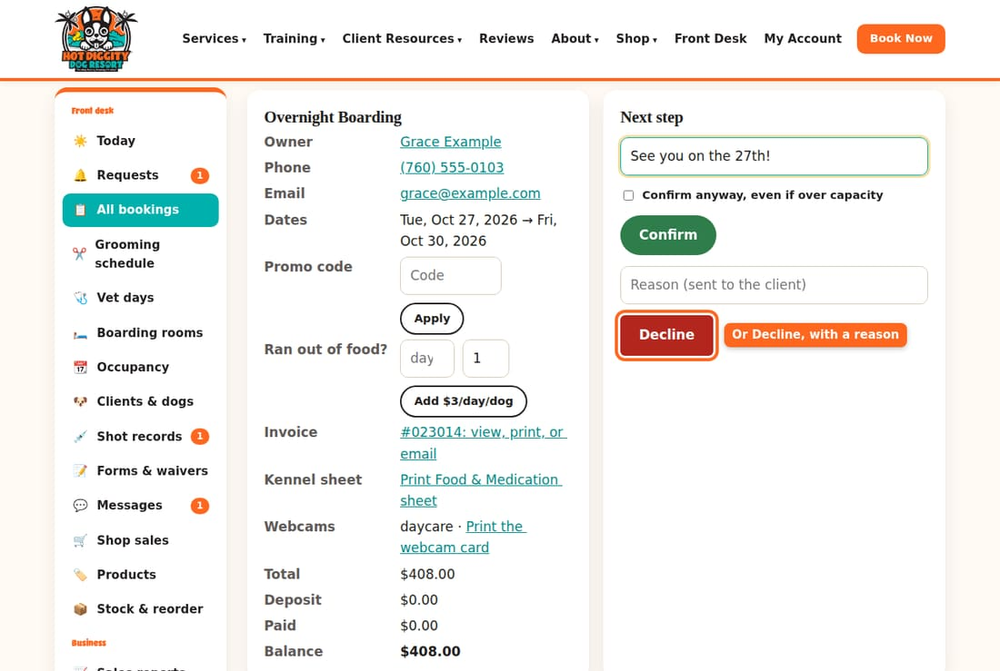 HOT DIGGITY
DOG RESORT
Services ▾
Training ▾
Client Resources ▾
Reviews
About ▾
Shop ▾
Front Desk
My Account
Book Now
Front desk
Today
Requests 1
All bookings
Grooming
schedule
Vet days
Boarding rooms
Occupancy
Clients & dogs
Shot records 1
Forms & waivers
Messages 1
Shop sales
Products
Stock & reorder
Business
Sales reports
Overnight Boarding
Owner Grace Example
Phone (760) 555-0103
Email grace@example.com
Dates Tue, Oct 27, 2026 → Fri,
Oct 30, 2026
Promo code Code
Apply
Ran out of food? day 1
Add $3/day/dog
Invoice #023014: view, print, or
email
Kennel sheet Print Food & Medication
sheet
Webcams daycare · Print the
webcam card
Total $408.00
Deposit $0.00
Paid $0.00
Balance $408.00
Next step
See you on the 27th!
Confirm anyway, even if over capacity
Confirm
Reason (sent to the client)
Decline Or Decline, with a reason